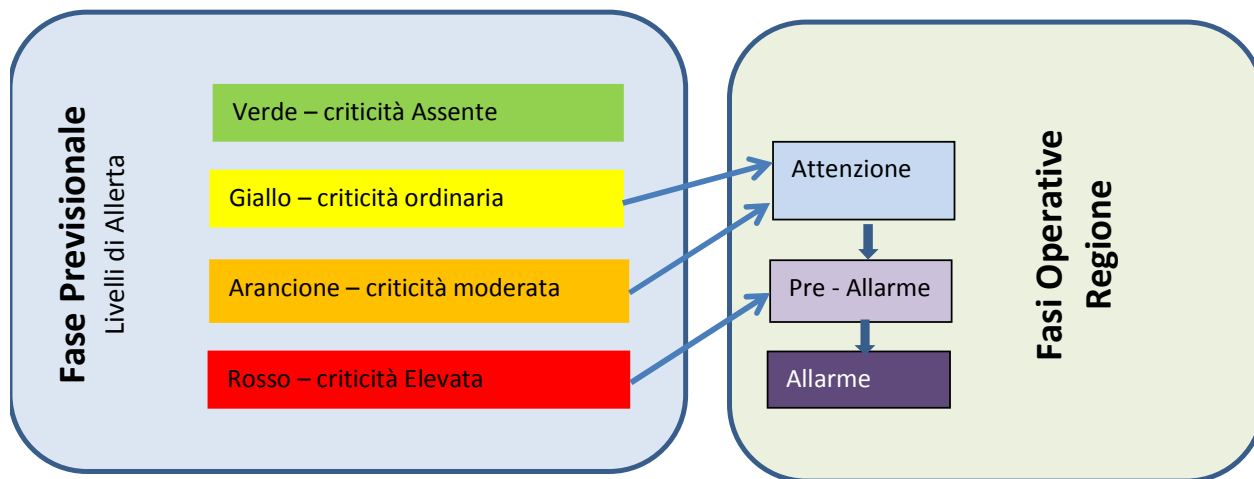 Fase Previsionale
Livelli di Allerta
Verde – criticità Assente
Giallo – criticità ordinaria
Arancione – criticità moderata
Rosso – criticità Elevata
Attenzione
Pre - Allarme
Allarme
Fasi Operative
Regione